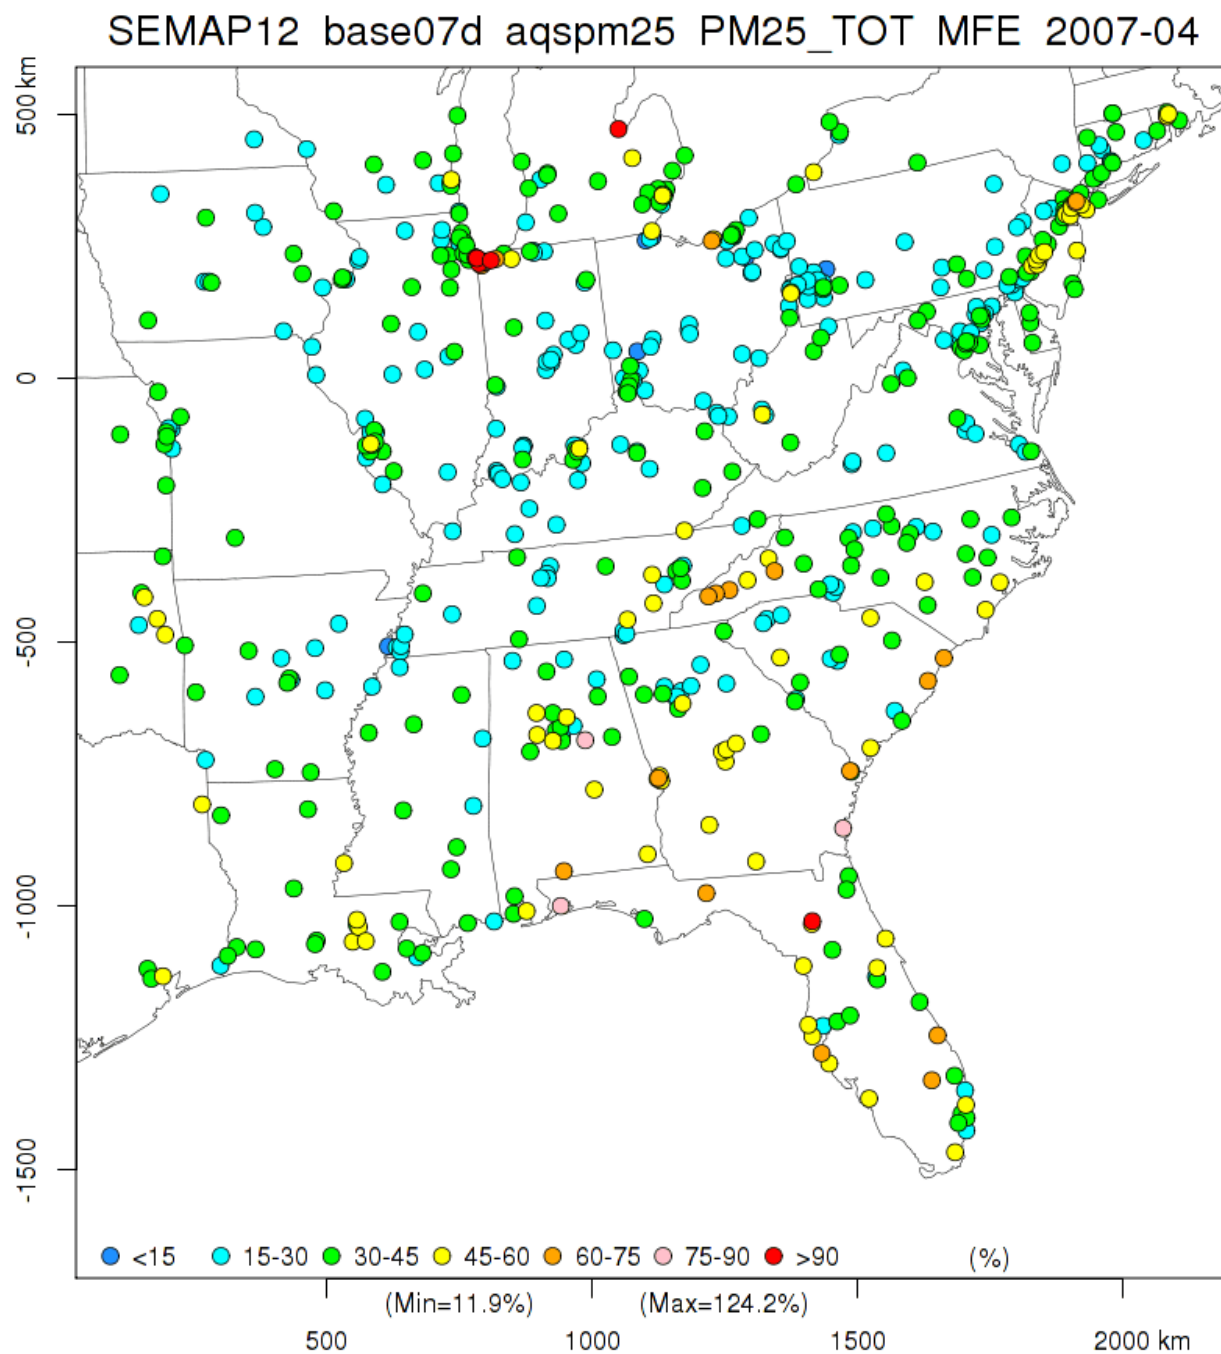 SEMAP12 base07d aqspm25 PM25_TOT MFE 2007-04
500 km
0
-500
-1000
-1500
<15 15-30 30-45 45-60 60-75 75-90 >90 (%)
(Min=11.9%) (Max=124.2%)
500 1000 1500 2000 km